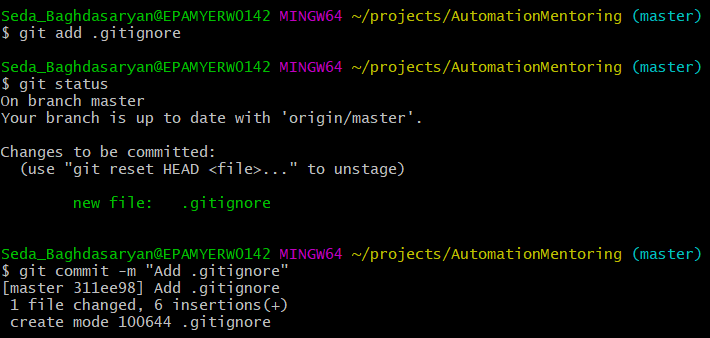 Seda_Baghdasaryan@EPAMYERW0142 MINGW64 ~/projects/AutomationMentoring (master)
$ git add .gitignore
Seda_Baghdasaryan@EPAMYERW0142 MINGW64 ~/projects/AutomationMentoring (master)
$ git status
On branch master
Your branch is up to date with 'origin/master'.
Changes to be committed:
  (use "git reset HEAD <file>..." to unstage)
        new file:   .gitignore
Seda_Baghdasaryan@EPAMYERW0142 MINGW64 ~/projects/AutomationMentoring (master)
$ git commit -m "Add .gitignore"
[master 311ee98] Add .gitignore
 1 file changed, 6 insertions(+)
 create mode 100644 .gitignore